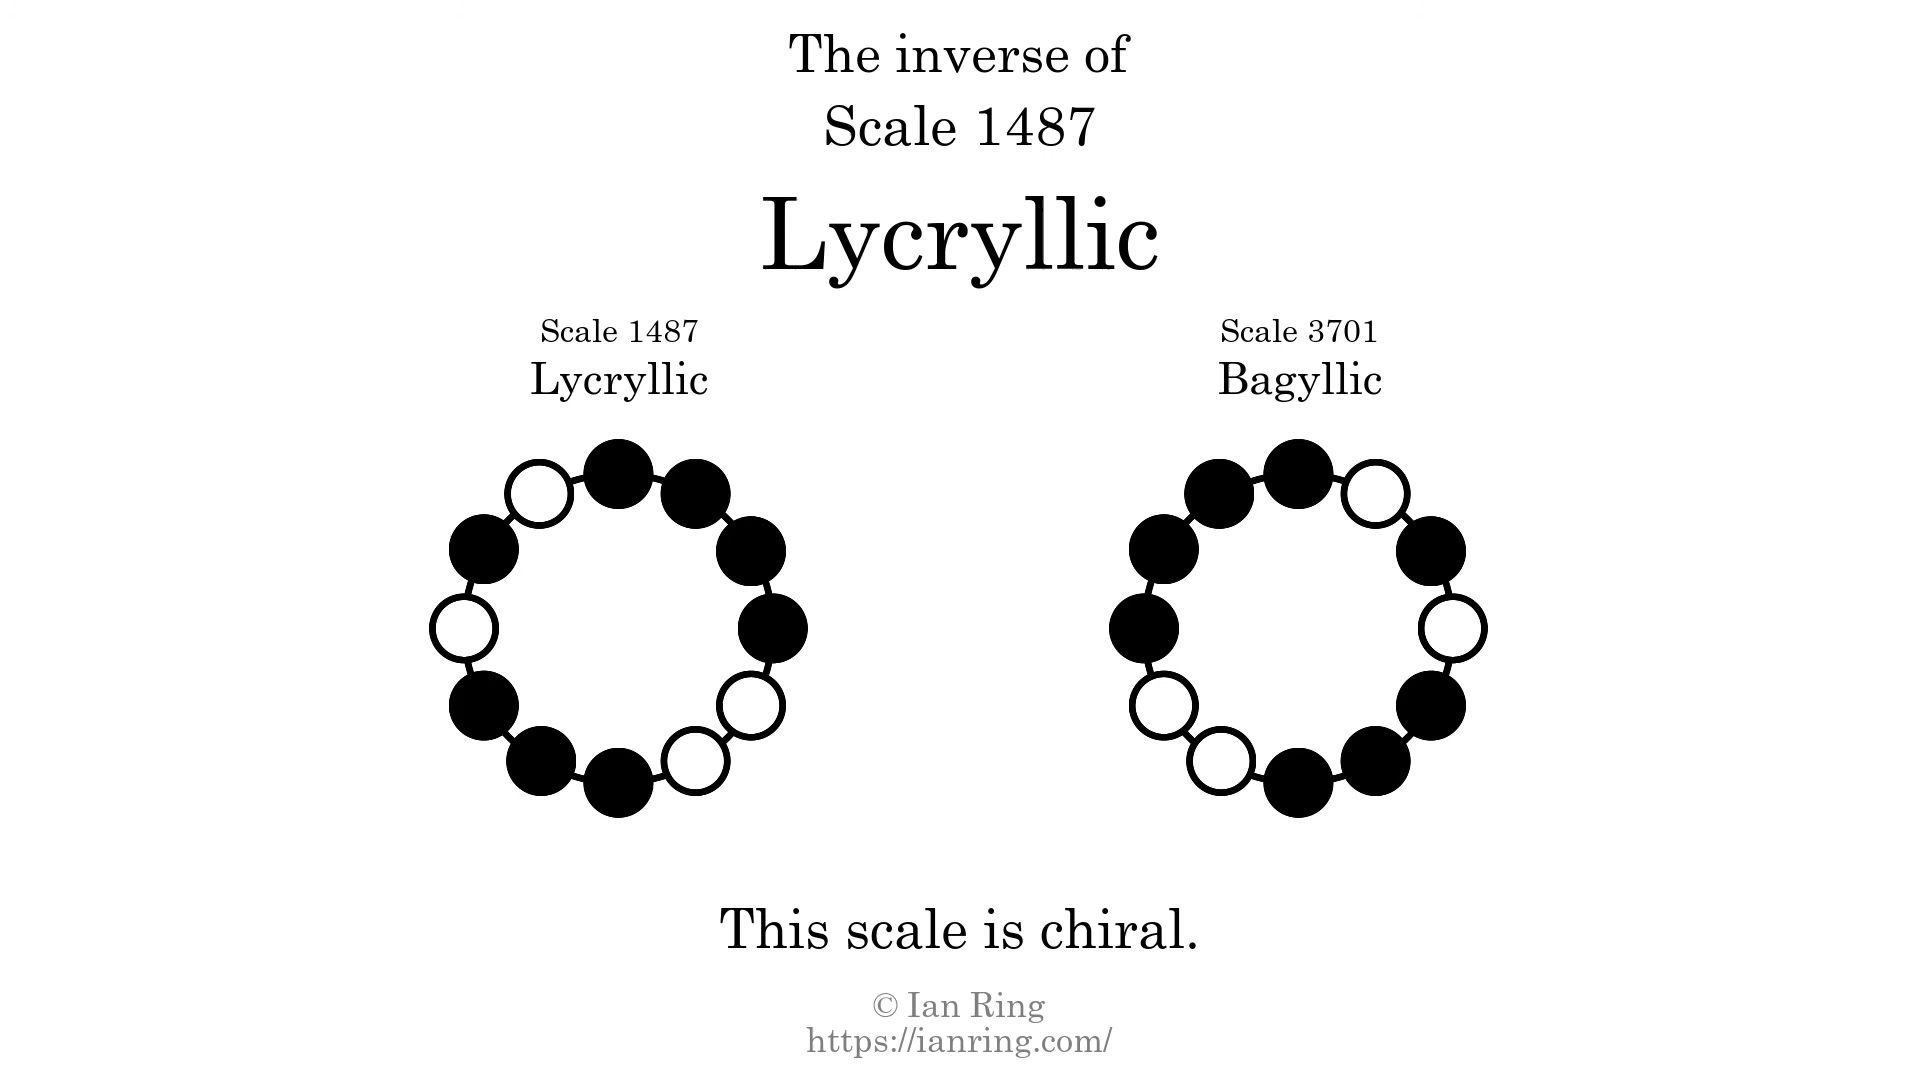 The inverse of
Scale 1487
Lycryllic
Scale 1487
Lycryllic
Scale 3701
Bagyllic
This scale is chiral.
© Ian Ring
https://ianring.com/